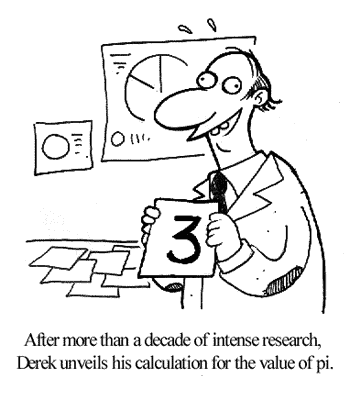 3
After more than a decade of intense research,
Derek unveils his calculation for the value of pi.